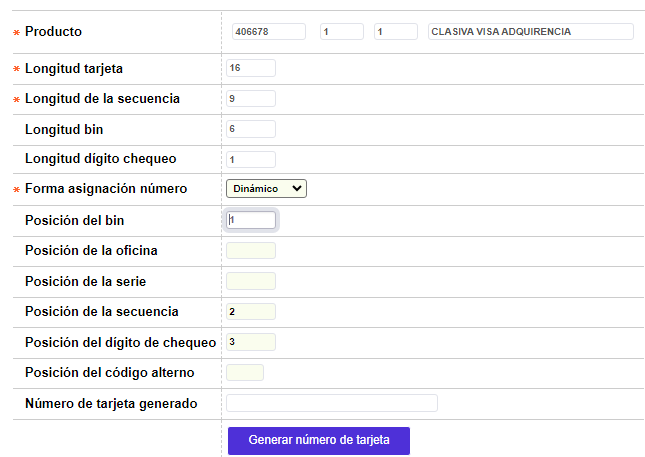 * Producto 406678 1 1 CLASIVA VISA ADQUIRENCIA
* Longitud tarjeta 16
* Longitud de la secuencia 9
Longitud bin 6
Longitud dígito chequeo 1
* Forma asignación número Dinámico
Posición del bin 1
Posición de la oficina
Posición de la serie
Posición de la secuencia 2
Posición del dígito de chequeo 3
Posición del código alterno
Número de tarjeta generado
Generar número de tarjeta